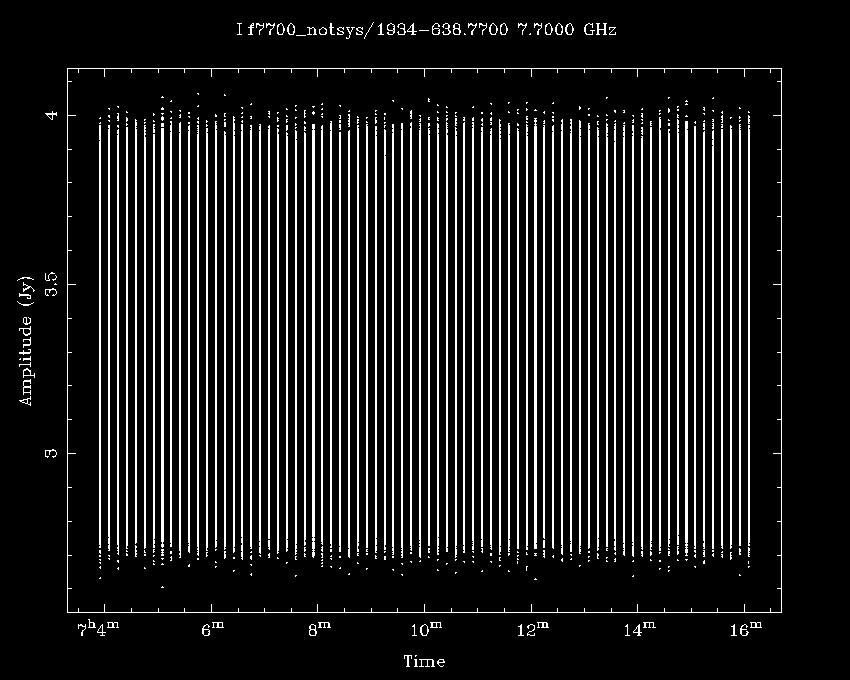 I f7700_notsys/1934−638.7700 7.7000 GHz
4
3.5
3
Amplitude (Jy)
7ʰ4ᵐ 6ᵐ 8ᵐ 10ᵐ 12ᵐ 14ᵐ 16ᵐ
Time